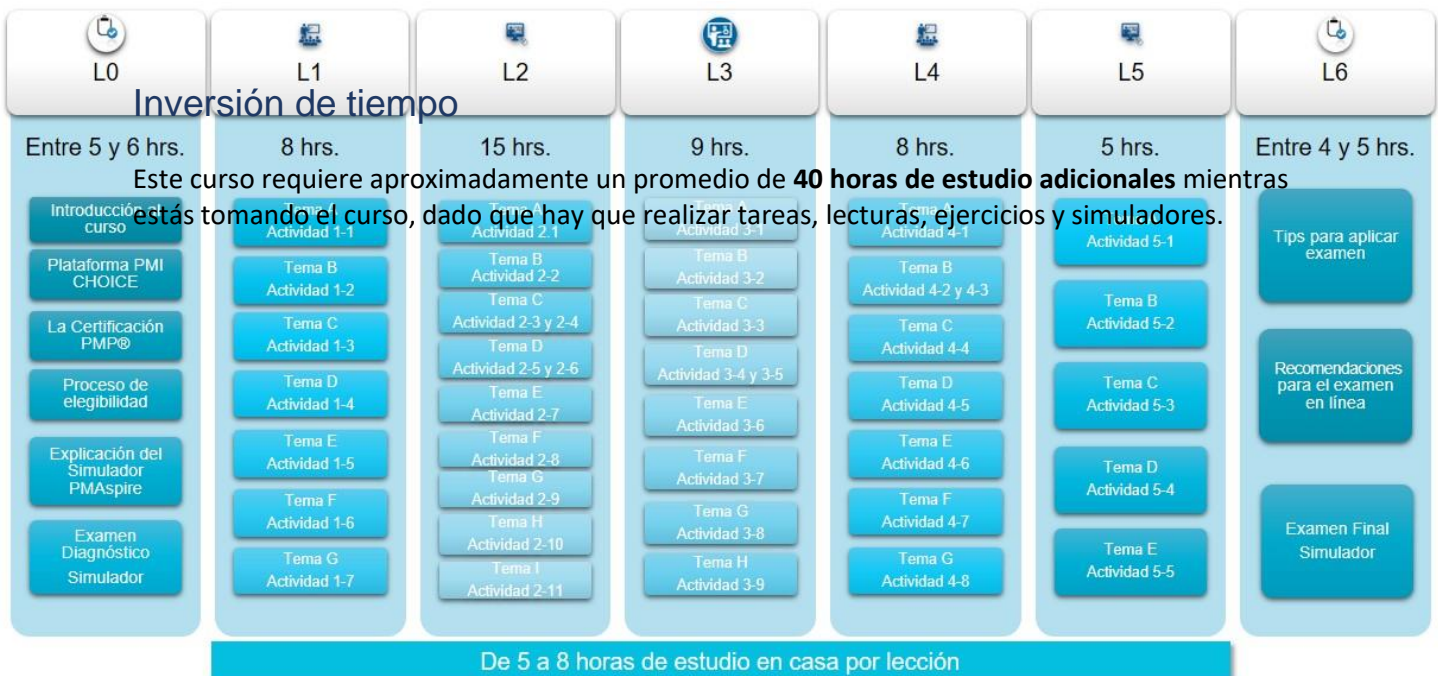 L0
L1
L2
L3
L4
L5
L6
Inversión de tiempo
Este curso requiere aproximadamente un promedio de 40 horas de estudio adicionales mientras
estás tomando el curso, dado que hay que realizar tareas, lecturas, ejercicios y simuladores.
Entre 5 y 6 hrs.
Introducción al
curso
Plataforma PMI
CHOICE
La Certificación
PMP®
Proceso de
elegibilidad
Explicación del
Simulador
PMAspire
Examen
Diagnóstico
Simulador
8 hrs.
Tema A
Actividad 1-1
Tema B
Actividad 1-2
Tema C
Actividad 1-3
Tema D
Actividad 1-4
Tema E
Actividad 1-5
Tema F
Actividad 1-6
Tema G
Actividad 1-7
15 hrs.
Tema A
Actividad 2.1
Tema B
Actividad 2-2
Tema C
Actividad 2-3 y 2-4
Tema D
Actividad 2-5 y 2-6
Tema E
Actividad 2-7
Tema F
Actividad 2-8
Tema G
Actividad 2-9
Tema H
Actividad 2-10
Tema I
Actividad 2-11
9 hrs.
Tema A
Actividad 3-1
Tema B
Actividad 3-2
Tema C
Actividad 3-3
Tema D
Actividad 3-4 y 3-5
Tema E
Actividad 3-6
Tema F
Actividad 3-7
Tema G
Actividad 3-8
Tema H
Actividad 3-9
8 hrs.
Tema A
Actividad 4-1
Tema B
Actividad 4-2 y 4-3
Tema C
Actividad 4-4
Tema D
Actividad 4-5
Tema E
Actividad 4-6
Tema F
Actividad 4-7
Tema G
Actividad 4-8
5 hrs.
Actividad 5-1
Tema B
Actividad 5-2
Tema C
Actividad 5-3
Tema D
Actividad 5-4
Tema E
Actividad 5-5
Entre 4 y 5 hrs.
Tips para aplicar
examen
Recomendaciones
para el examen
en línea
Examen Final
Simulador
De 5 a 8 horas de estudio en casa por lección